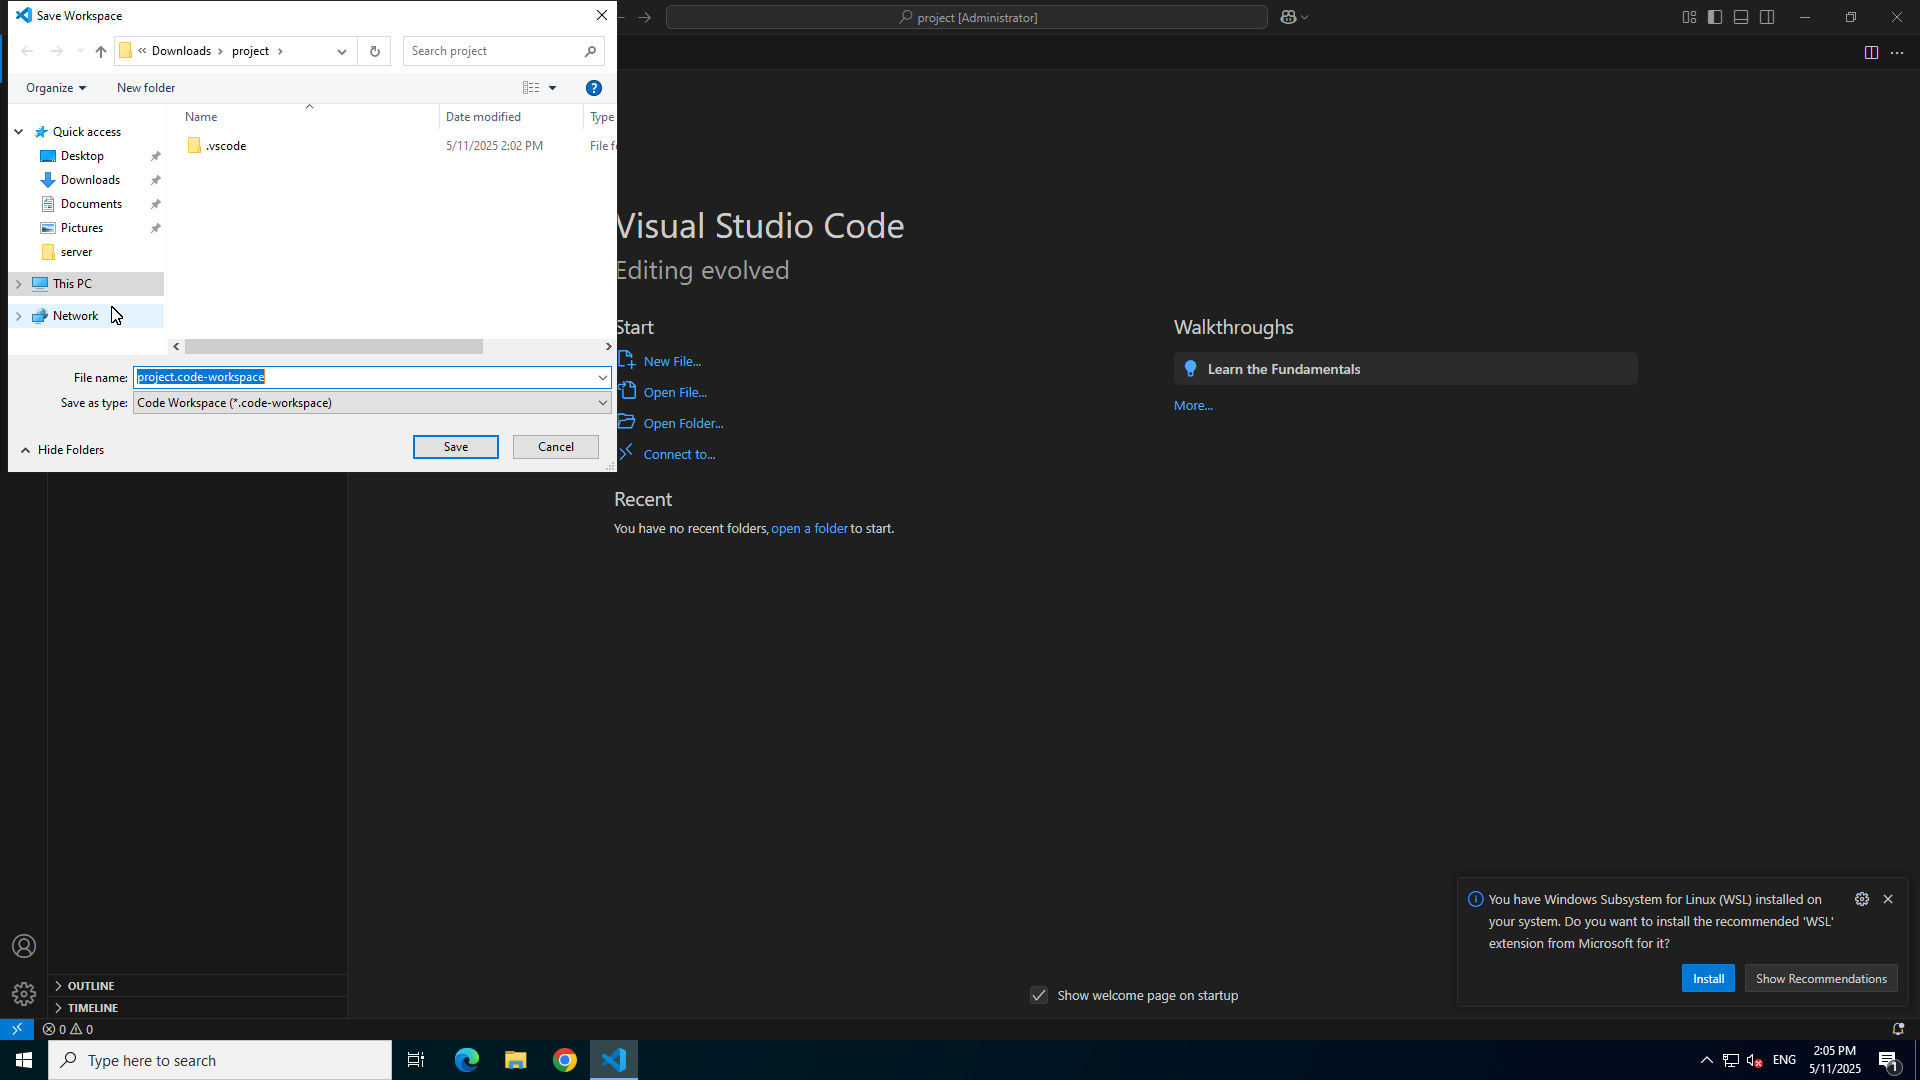 Save Workspace
project [Administrator]
« Downloads › project ›
Search project
Organize
New folder
Name
Date modified
Type
Quick access
.vscode
5/11/2025 2:02 PM
File f
Desktop
Downloads
Documents
Pictures
server
This PC
Network
File name:
project.code-workspace
Save as type:
Code Workspace (*.code-workspace)
Hide Folders
Save
Cancel
Visual Studio Code
Editing evolved
Start
New File...
Open File...
Open Folder...
Connect to...
Recent
You have no recent folders, open a folder to start.
Walkthroughs
Learn the Fundamentals
More...
You have Windows Subsystem for Linux (WSL) installed on
your system. Do you want to install the recommended 'WSL'
extension from Microsoft for it?
Install
Show Recommendations
Show welcome page on startup
OUTLINE
TIMELINE
0 0
Type here to search
ENG
2:05 PM
5/11/2025
1